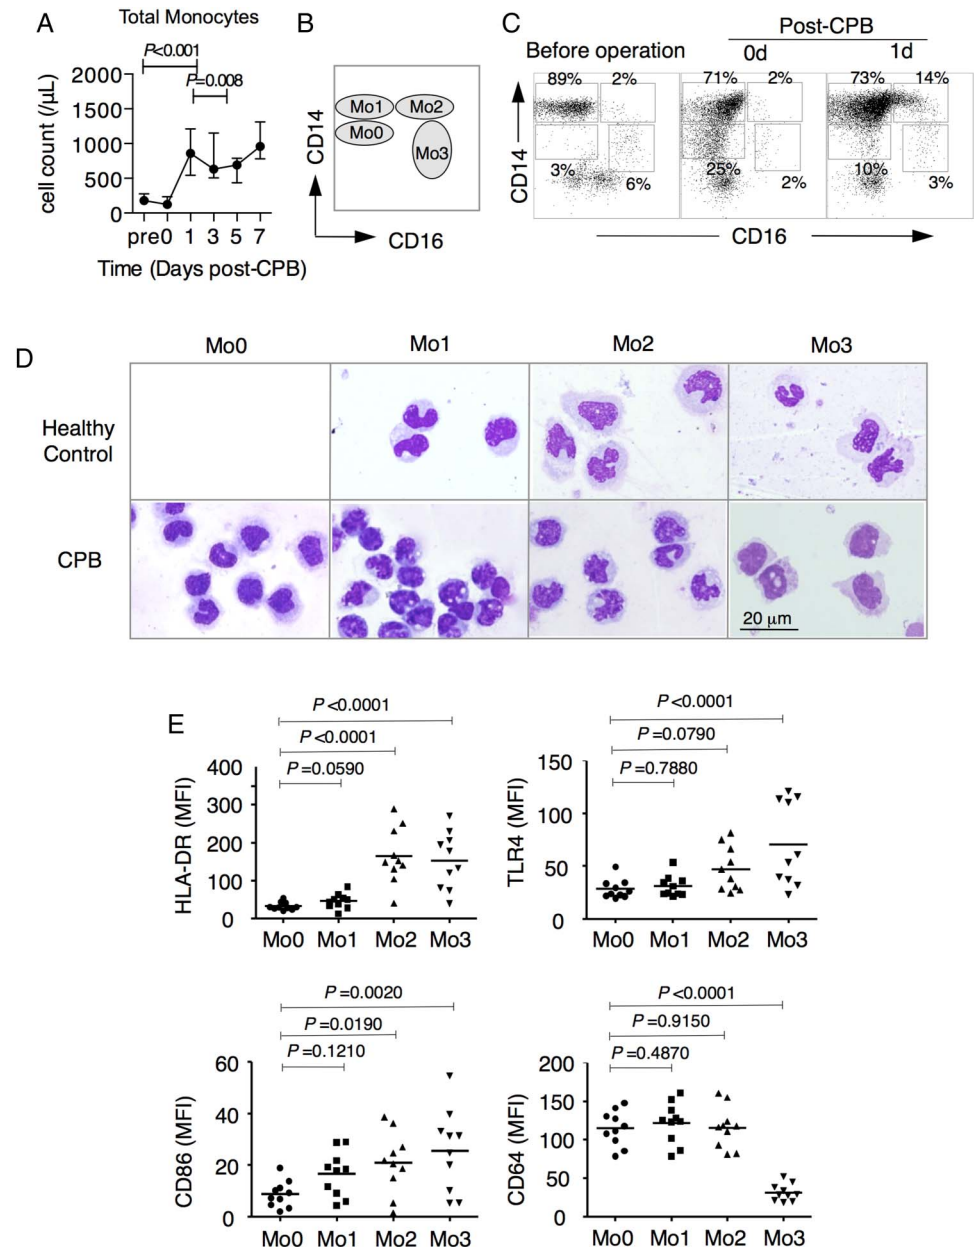 A
Total Monocytes
P<.001
P=0.008
2000
1500
1000
500
0
cell count (/μL)
pre0 1 3 5 7
Time (Days post-CPB)
B
Mo1 Mo2
Mo0
Mo3
CD14
CD16
C
Post-CPB
Before operation 0d 1d
89% 2% 71% 2% 73% 14%
3% 6% 25% 2% 10% 3%
CD14
CD16
D
Mo0 Mo1 Mo2 Mo3
Healthy
Control
CPB
20 μm
E
P<0.0001
P<0.0001
P=0.0590
400
300
200
100
0
HLA-DR (MFI)
Mo0 Mo1 Mo2 Mo3
P<0.0001
P=0.0790
P=0.7880
150
100
50
0
TLR4 (MFI)
Mo0 Mo1 Mo2 Mo3
P=0.0020
P=0.0190
P=0.1210
60
40
20
0
CD86 (MFI)
Mo0 Mo1 Mo2 Mo3
P<0.0001
P=0.9150
P=0.4870
200
150
100
50
0
CD64 (MFI)
Mo0 Mo1 Mo2 Mo3